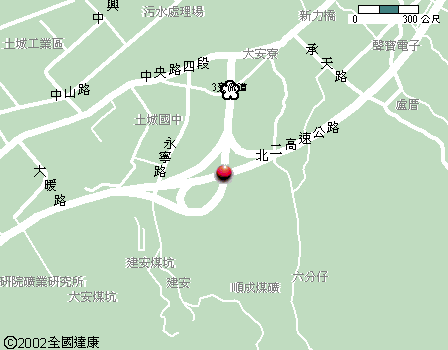 中興
污水處理場
新力橋
0 300 公尺
土城工業區
中央路四段
大安寮
承天路
聲寶電子
中山路
土城國中
盧厝
永寧路
北二高速公路
大暖路
建安煤坑
六分仔
研院礦業研究所
大安煤坑
建安
順成煤礦
©2002全國達康